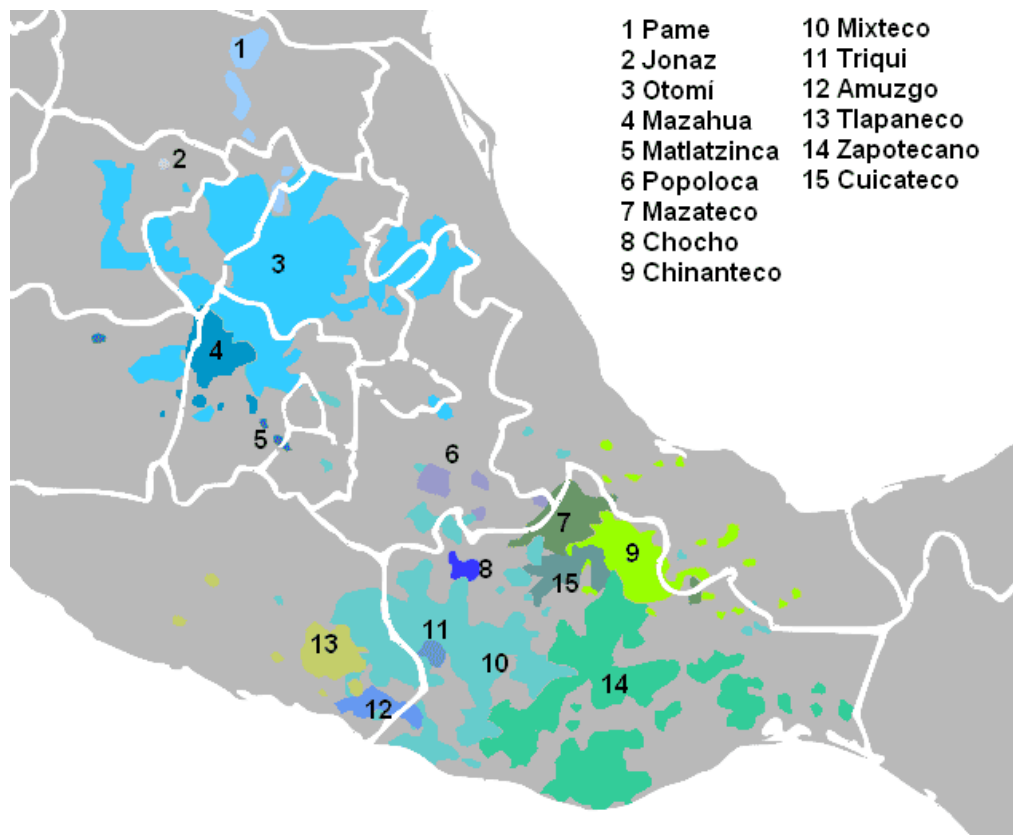 1 Pame
2 Jonaz
3 Otomí
4 Mazahua
5 Matlatzinca
6 Popoloca
7 Mazateco
8 Chocho
9 Chinanteco
10 Mixteco
11 Triqui
12 Amuzgo
13 Tlapaneco
14 Zapotecano
15 Cuicateco
1
2
3
4
5
6
7
9
8
15
11
13
10
14
12